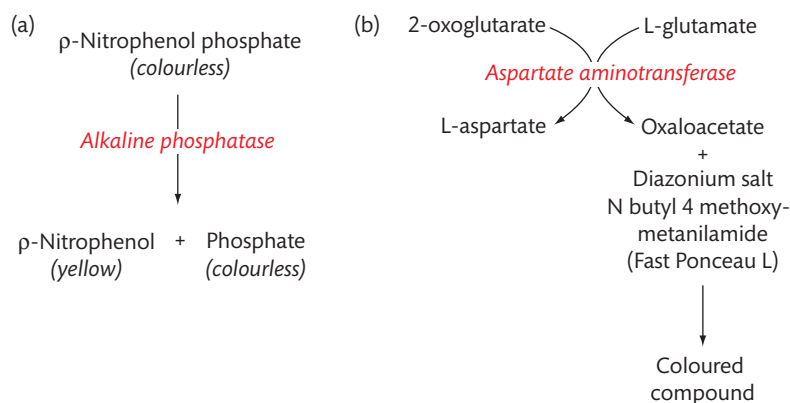 (a)
ρ-Nitrophenol phosphate
(colourless)
Alkaline phosphatase
ρ-Nitrophenol + Phosphate
(yellow) (colourless)
(b)
2-oxoglutarate L-glutamate
Aspartate aminotransferase
L-aspartate Oxaloacetate
+
Diazonium salt
N butyl 4 methoxy-
metanilamide
(Fast Ponceau L)
Coloured
compound